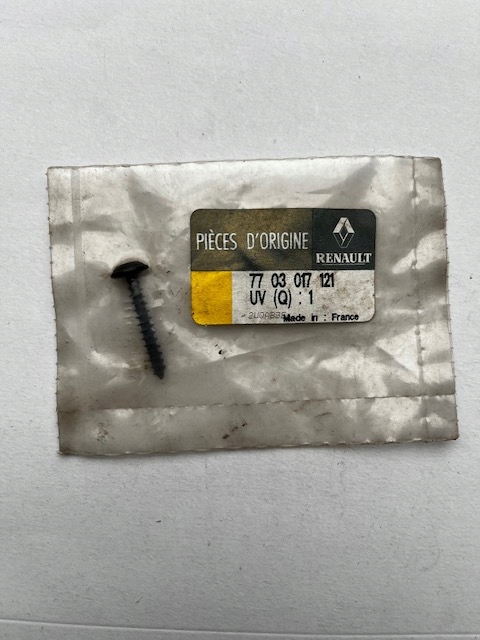 PIÈCES D'ORIGINE
RENAULT
77 03 017 121
UV (Q) : 1
Made in : France